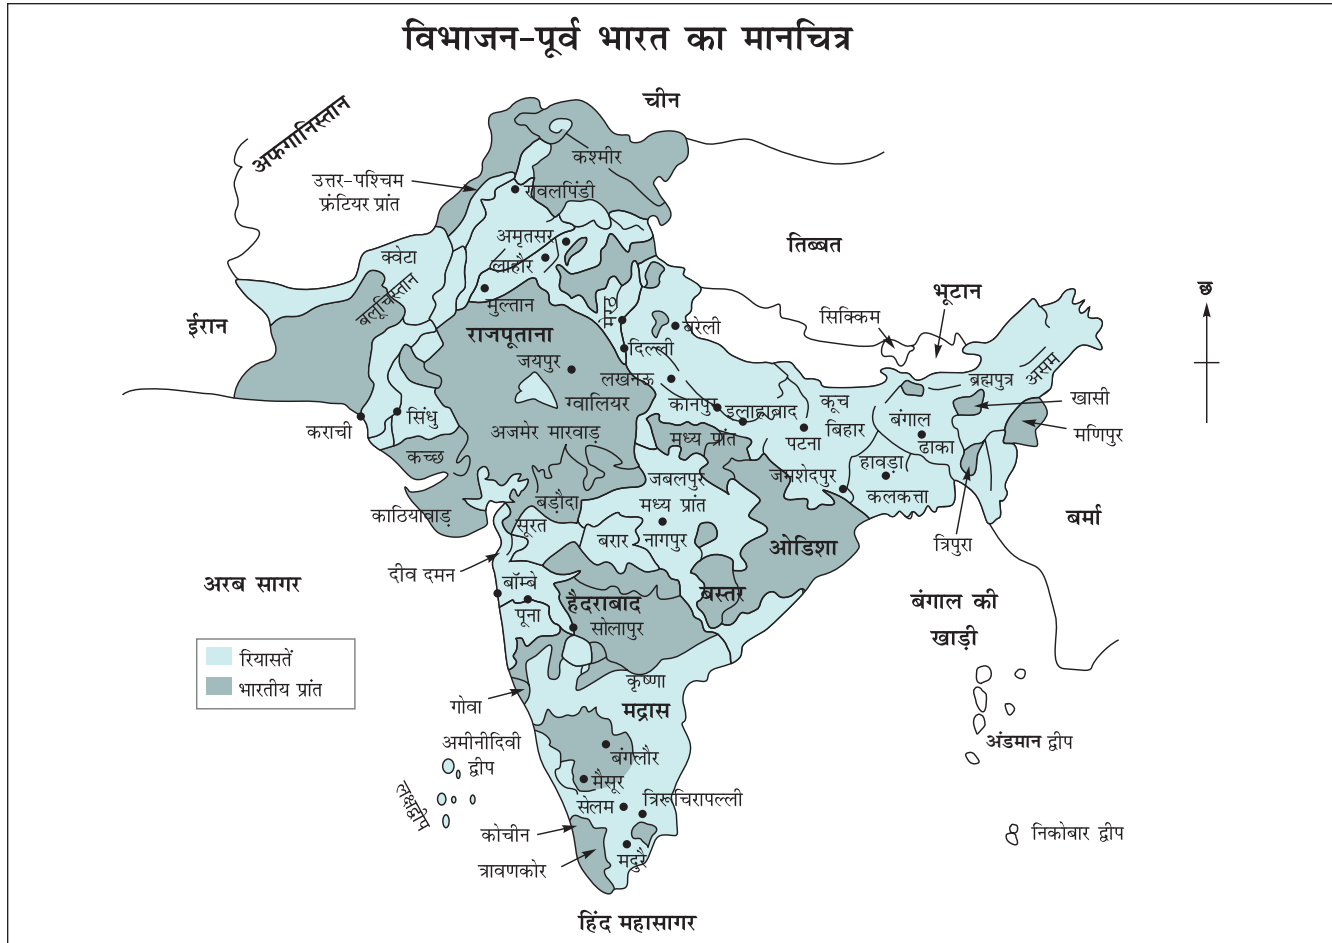 विभाजन-पूर्व भारत का मानचित्र
चीन
अफगानिस्तान
कश्मीर
उत्तर-पश्चिम
फ्रंटियर प्रांत
रावलपिंडी
अमृतसर
तिब्बत
क्वेटा
लाहौर
बलूचिस्तान
मुल्तान
भूटान
छ
सिक्किम
ईरान
राजपूताना
बरेली
दिल्ली
जयपुर
लखनऊ
ब्रह्मपुत्र
असम
ग्वालियर
कानपुर
इलाहाबाद
कूच
बिहार
खासी
कराची
सिंधु
बंगाल
अजमेर मारवाड़
मध्य प्रांत
पटना
ढाका
मणिपुर
कच्छ
हावड़ा
जबलपुर
जमशेदपुर
बड़ौदा
मध्य प्रांत
कलकत्ता
काठियावाड़
सूरत
बर्मा
बरार
नागपुर
ओडिशा
त्रिपुरा
दीव दमन
अरब सागर
बॉम्बे
बस्तर
बंगाल की
खाड़ी
हैदराबाद
पूना
सोलापुर
रियासतें
भारतीय प्रांत
कृष्णा
गोवा
मद्रास
अमीनीदिवी
द्वीप
अंडमान द्वीप
बंगलौर
मैसूर
लक्षद्वीप
सेलम
त्रिरूचिरापल्ली
कोचीन
निकोबार द्वीप
मदुरै
त्रावणकोर
हिंद महासागर